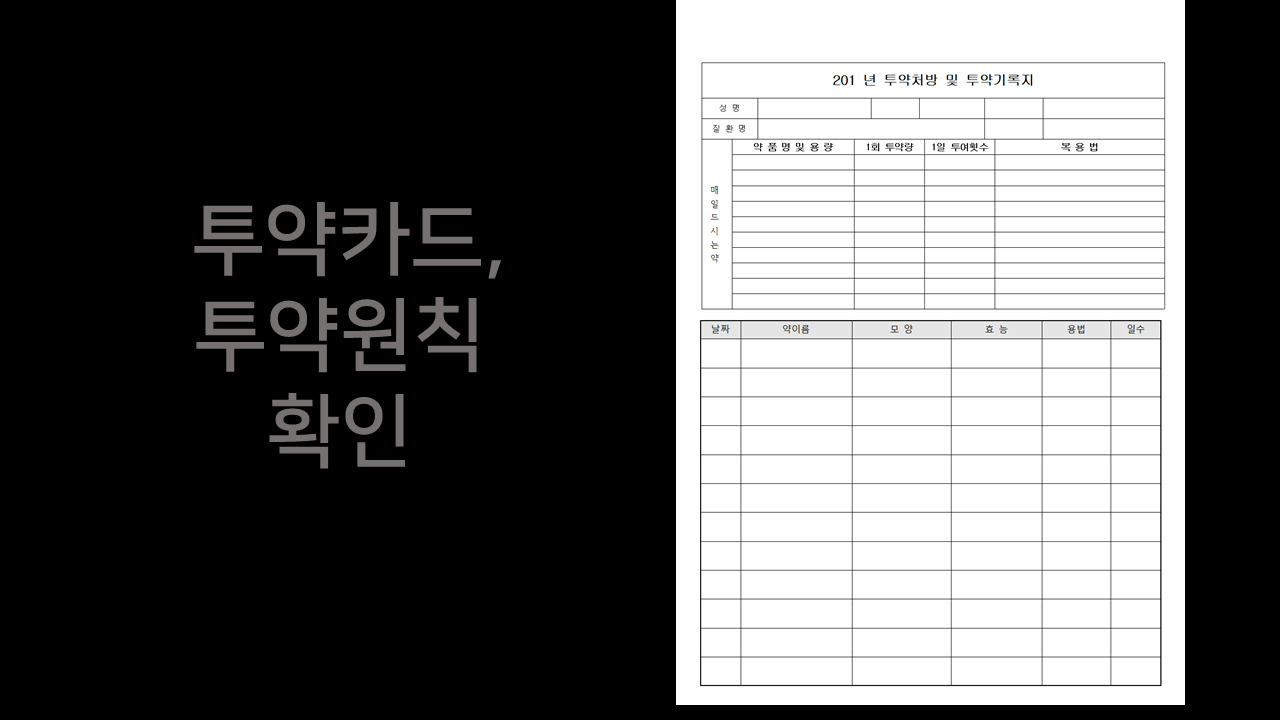 투약카드,
투약원칙
확인
201 년 투약처방 및 투약기록지
성 명
질 환 명
약 품 명 및 용 량 1회 투약량 1일 투여횟수 복 용 법
매
일
드
시
는
약
날짜 약이름 모 양 효 능 용법 일수